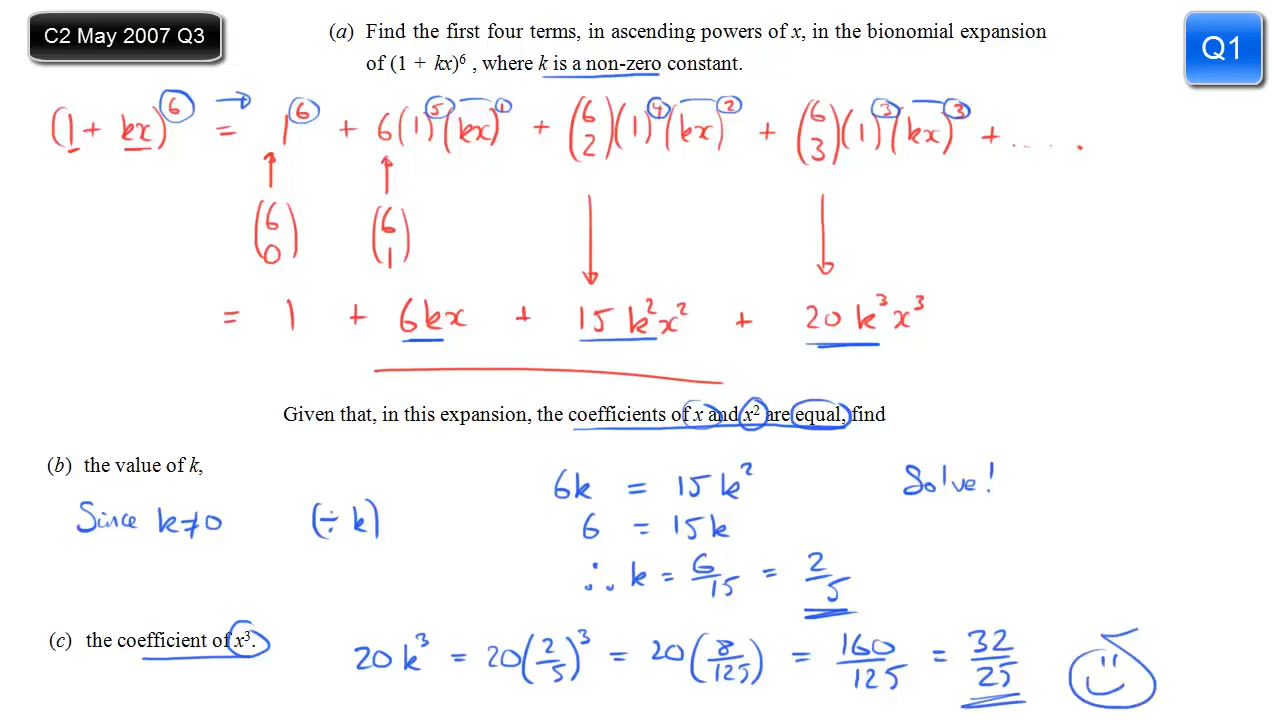 C2 May 2007 Q3
(a) Find the first four terms, in ascending powers of x, in the bionomial expansion
of (1 + kx)⁶ , where k is a non-zero constant.
Q1
(1 + kx)⁶ → = 1⁶ + 6(1)⁵(kx)¹ + (6 2)(1)⁴(kx)² + (6 3)(1)³(kx)³ + .....
(6 0) (6 1)
= 1 + 6kx + 15k²x² + 20k³x³
Given that, in this expansion, the coefficients of x and x² are equal, find
(b) the value of k,
6k = 15k² Solve!
Since k≠0 (÷ k) 6 = 15k
∴ k = 6/15 = 2/5
(c) the coefficient of x³.
20k³ = 20(2/5)³ = 20(8/125) = 160/125 = 32/25